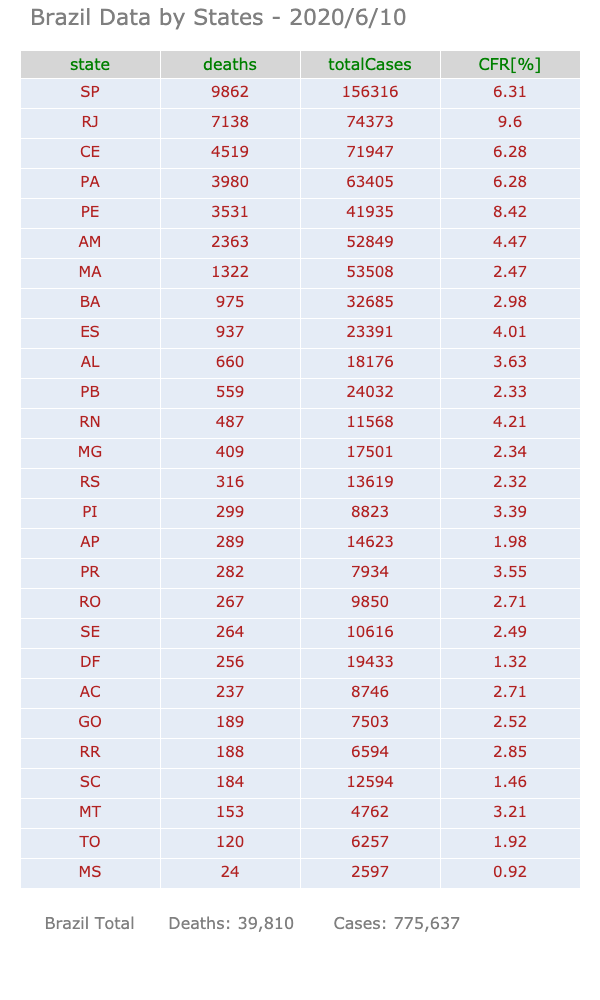 Brazil Data by States - 2020/6/10
state deaths totalCases CFR[%]
SP 9862 156316 6.31
RJ 7138 74373 9.6
CE 4519 71947 6.28
PA 3980 63405 6.28
PE 3531 41935 8.42
AM 2363 52849 4.47
MA 1322 53508 2.47
BA 975 32685 2.98
ES 937 23391 4.01
AL 660 18176 3.63
PB 559 24032 2.33
RN 487 11568 4.21
MG 409 17501 2.34
RS 316 13619 2.32
PI 299 8823 3.39
AP 289 14623 1.98
PR 282 7934 3.55
RO 267 9850 2.71
SE 264 10616 2.49
DF 256 19433 1.32
AC 237 8746 2.71
GO 189 7503 2.52
RR 188 6594 2.85
SC 184 12594 1.46
MT 153 4762 3.21
TO 120 6257 1.92
MS 24 2597 0.92
Brazil Total Deaths: 39,810 Cases: 775,637